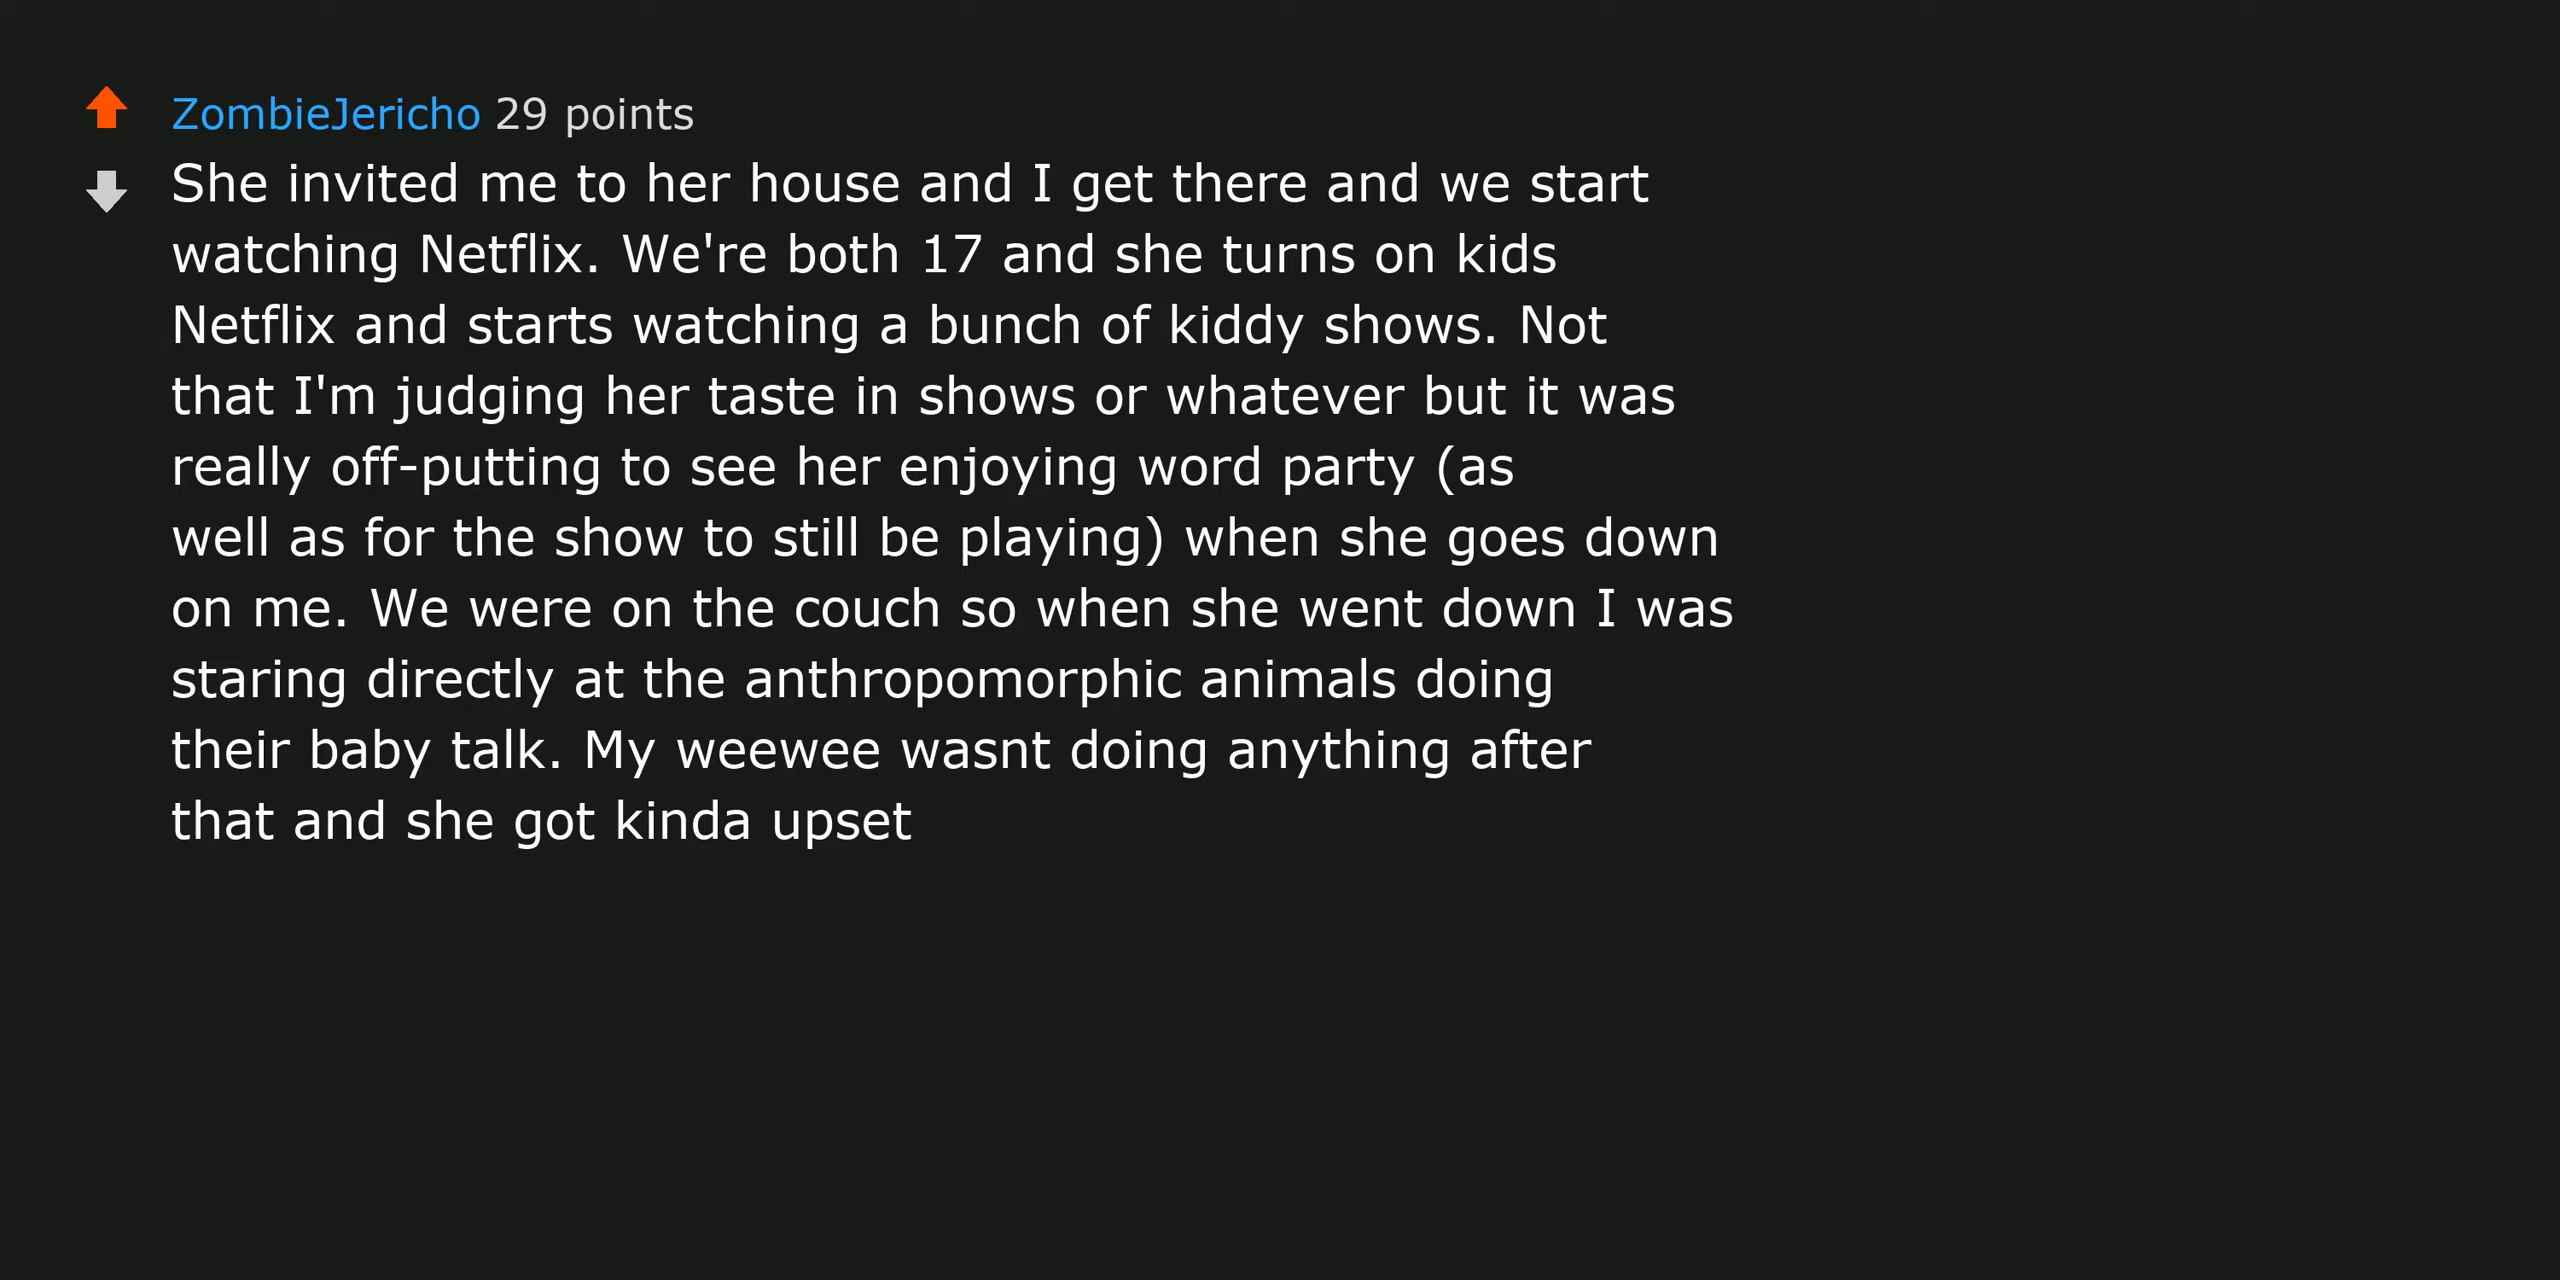 ZombieJericho 29 points
She invited me to her house and I get there and we start
watching Netflix. We're both 17 and she turns on kids
Netflix and starts watching a bunch of kiddy shows. Not
that I'm judging her taste in shows or whatever but it was
really off-putting to see her enjoying word party (as
well as for the show to still be playing) when she goes down
on me. We were on the couch so when she went down I was
staring directly at the anthropomorphic animals doing
their baby talk. My weewee wasnt doing anything after
that and she got kinda upset